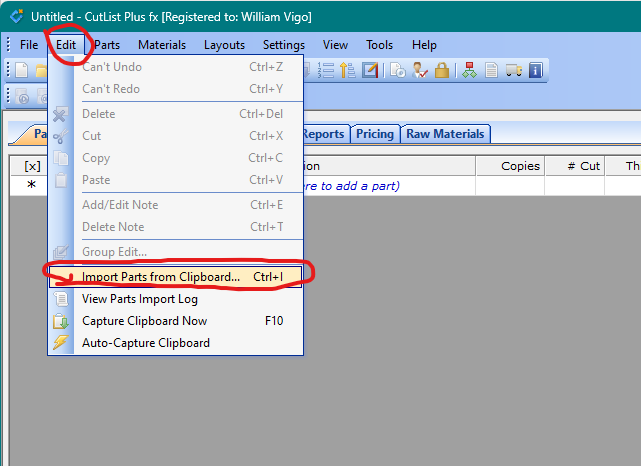 Untitled - CutList Plus fx [Registered to: William Vigo]
File Edit Parts Materials Layouts Settings View Tools Help
Can't Undo Ctrl+Z
Can't Redo Ctrl+Y
Delete Ctrl+Del
Cut Ctrl+X
Copy Ctrl+C
Paste Ctrl+V
Add/Edit Note Ctrl+E
Delete Note Ctrl+T
Group Edit...
Import Parts from Clipboard... Ctrl+I
View Parts Import Log
Capture Clipboard Now F10
Auto-Capture Clipboard
Pa Reports Pricing Raw Materials
[x] ion Copies # Cut Th
* re to add a part)